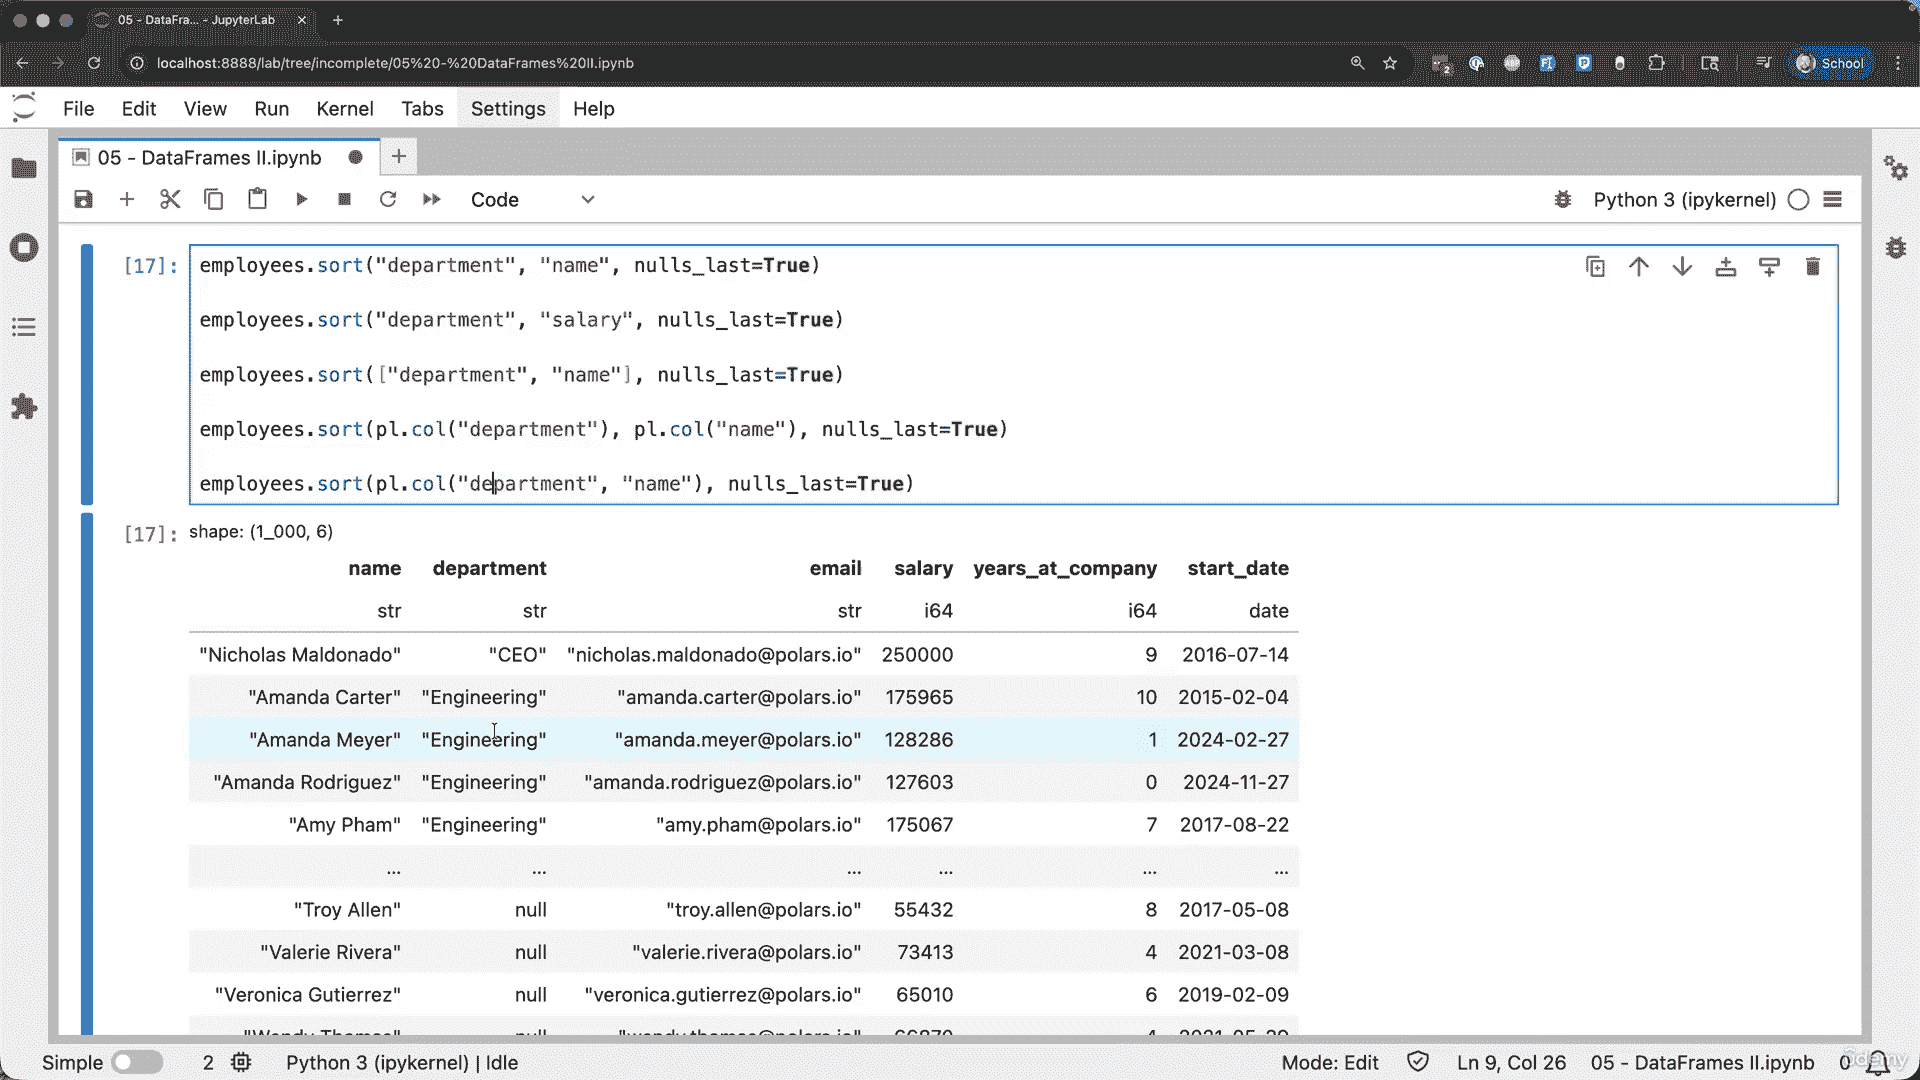 05 - DataFra... - JupyterLab
localhost:8888/lab/tree/incomplete/05%20-%20DataFrames%20II.ipynb
2
School
File Edit View Run Kernel Tabs Settings Help
05 - DataFrames II.ipynb
Code
Python 3 (ipykernel)
[17]: employees.sort("department", "name", nulls_last=True)
employees.sort("department", "salary", nulls_last=True)
employees.sort(["department", "name"], nulls_last=True)
employees.sort(pl.col("department"), pl.col("name"), nulls_last=True)
employees.sort(pl.col("department", "name"), nulls_last=True)
[17]: shape: (1_000, 6)
name department email salary years_at_company start_date
str str str i64 i64 date
"Nicholas Maldonado" "CEO" "nicholas.maldonado@polars.io" 250000 9 2016-07-14
"Amanda Carter" "Engineering" "amanda.carter@polars.io" 175965 10 2015-02-04
"Amanda Meyer" "Engineering" "amanda.meyer@polars.io" 128286 1 2024-02-27
"Amanda Rodriguez" "Engineering" "amanda.rodriguez@polars.io" 127603 0 2024-11-27
"Amy Pham" "Engineering" "amy.pham@polars.io" 175067 7 2017-08-22
... ... ... ... ... ...
"Troy Allen" null "troy.allen@polars.io" 55432 8 2017-05-08
"Valerie Rivera" null "valerie.rivera@polars.io" 73413 4 2021-03-08
"Veronica Gutierrez" null "veronica.gutierrez@polars.io" 65010 6 2019-02-09
Simple 2 Python 3 (ipykernel) | Idle Mode: Edit Ln 9, Col 26 05 - DataFrames II.ipynb 0
ûdemy